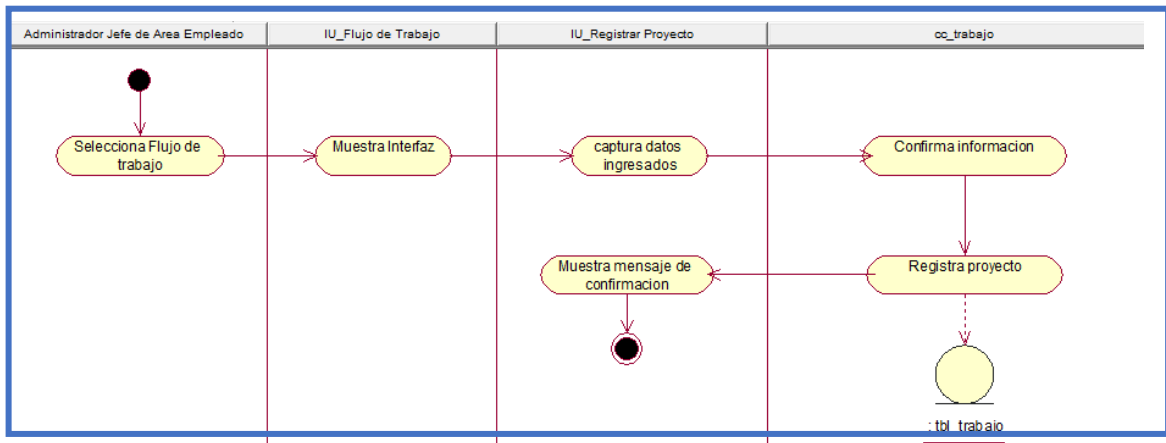 Administrador Jefe de Area Empleado
IU_Flujo de Trabajo
IU_Registrar Proyecto
cc_trabajo
Selecciona Flujo de
trabajo
Muestra Interfaz
captura datos
ingresados
Confirma informacion
Muestra mensaje de
confirmacion
Registra proyecto
: tbl_trabajo